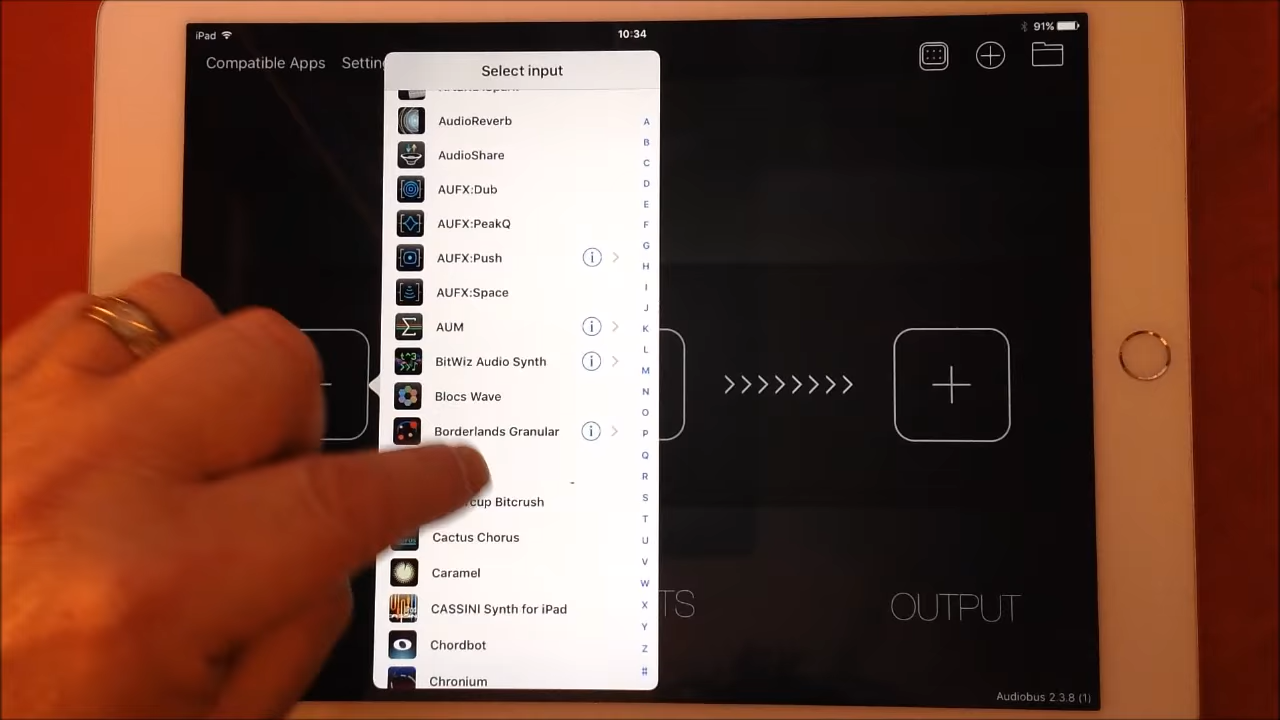 iPad
10:34
91%
Compatible Apps
Select input
AudioReverb
AudioShare
AUFX:Dub
AUFX:PeakQ
AUFX:Push
AUFX:Space
AUM
BitWiz Audio Synth
Blocs Wave
Borderlands Granular
Bitcrush
Cactus Chorus
Caramel
CASSINI Synth for iPad
Chordbot
Chronium
A
B
C
D
E
F
G
H
I
J
K
L
M
N
O
P
Q
R
S
T
U
V
W
X
Y
Z
#
OUTPUT
Audiobus 2.3.8 (1)